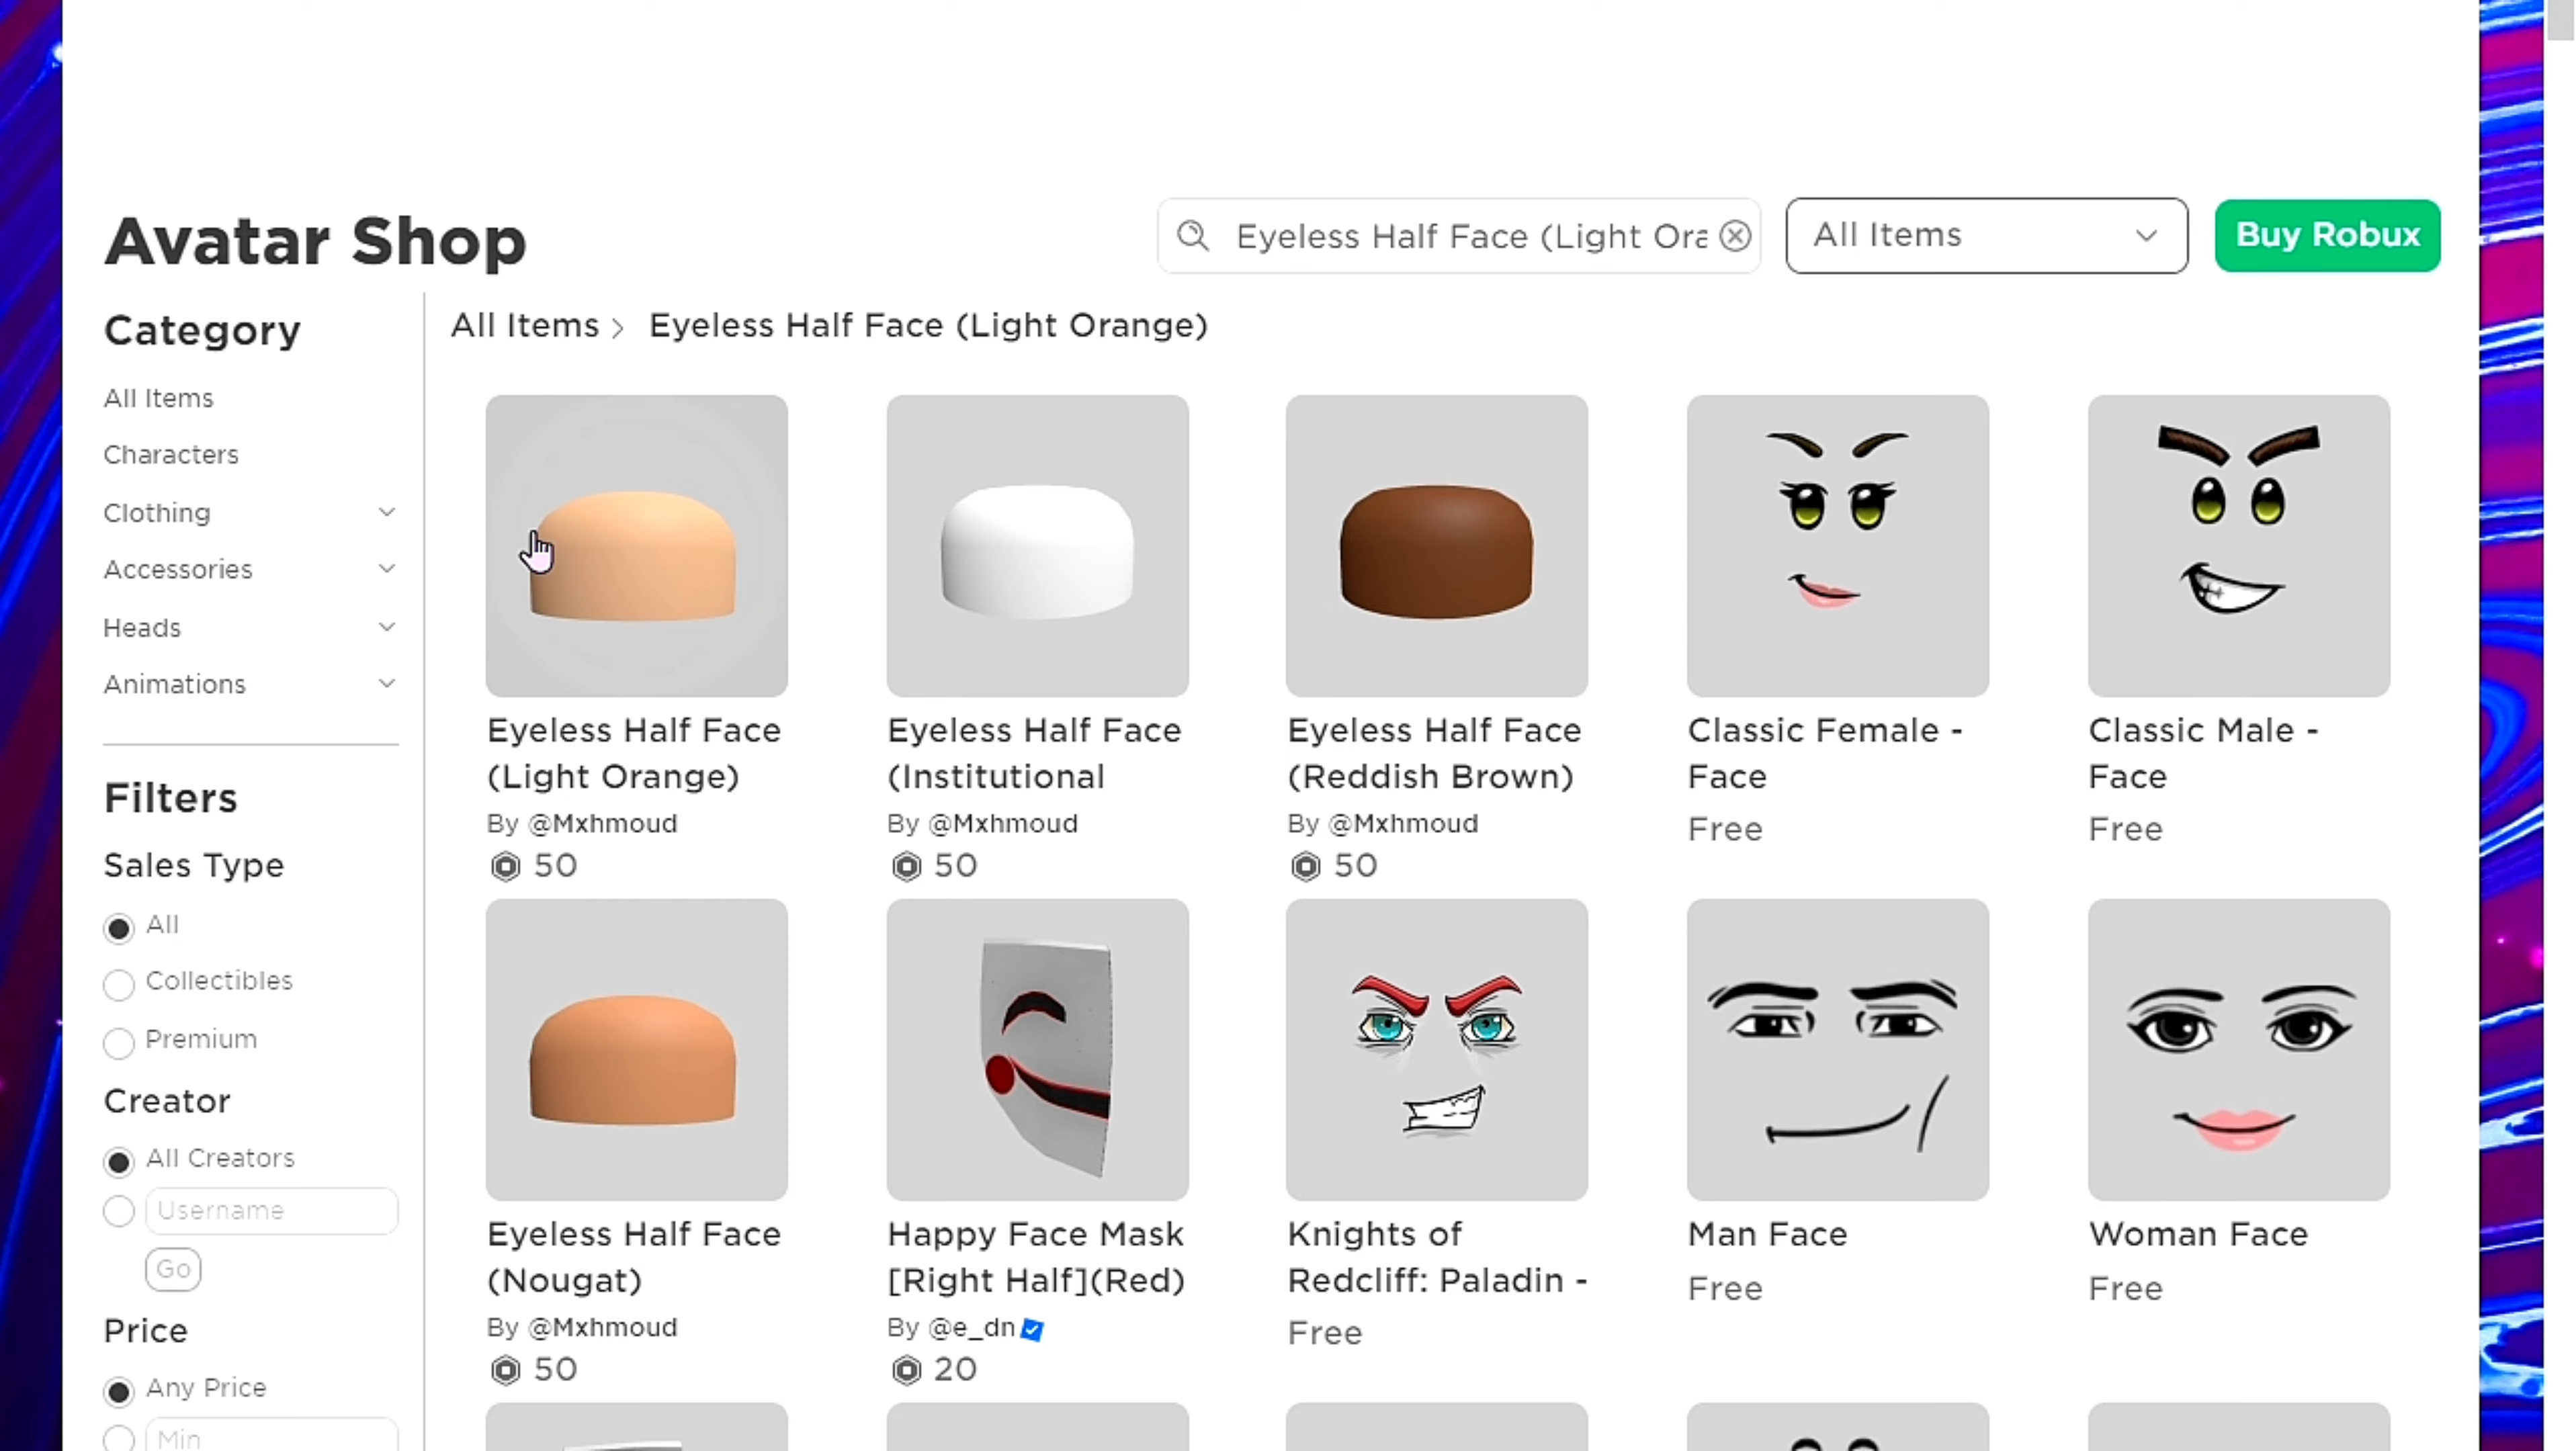 Avatar Shop
Eyeless Half Face (Light Ora
All Items
Buy Robux
Category
All Items
Characters
Clothing
Accessories
Heads
Animations
Filters
Sales Type
All
Collectibles
Premium
Creator
All Creators
Username
Go
Price
Any Price
Min
All Items > Eyeless Half Face (Light Orange)
Eyeless Half Face
(Light Orange)
By @Mxhmoud
50
Eyeless Half Face
(Institutional
By @Mxhmoud
50
Eyeless Half Face
(Reddish Brown)
By @Mxhmoud
50
Classic Female -
Face
Free
Classic Male -
Face
Free
Eyeless Half Face
(Nougat)
By @Mxhmoud
50
Happy Face Mask
[Right Half](Red)
By @e_dn
20
Knights of
Redcliff: Paladin -
Free
Man Face
Free
Woman Face
Free